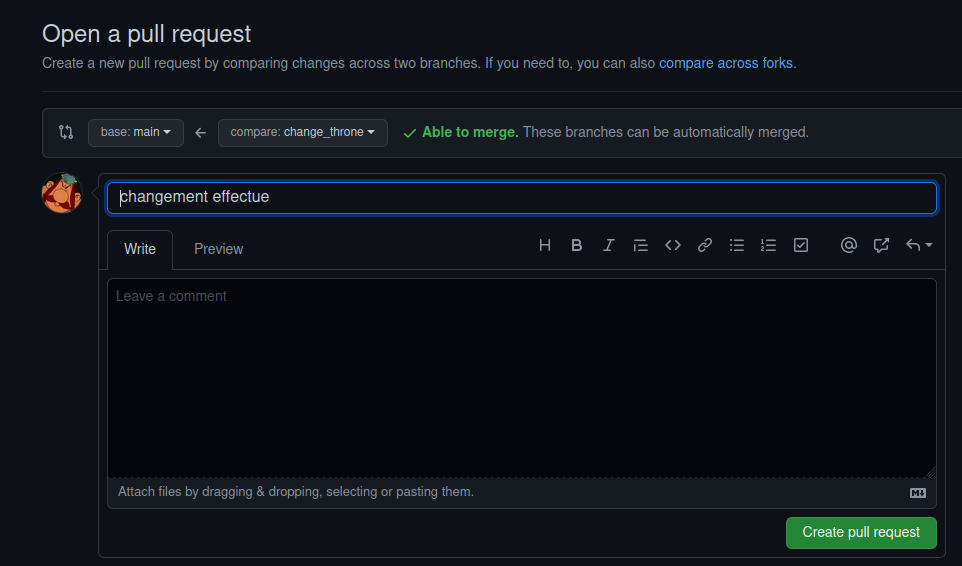 Open a pull request
Create a new pull request by comparing changes across two branches. If you need to, you can also compare across forks.
base: main compare: change_throne Able to merge. These branches can be automatically merged.
changement effectue
Write Preview
Leave a comment
Attach files by dragging & dropping, selecting or pasting them.
Create pull request